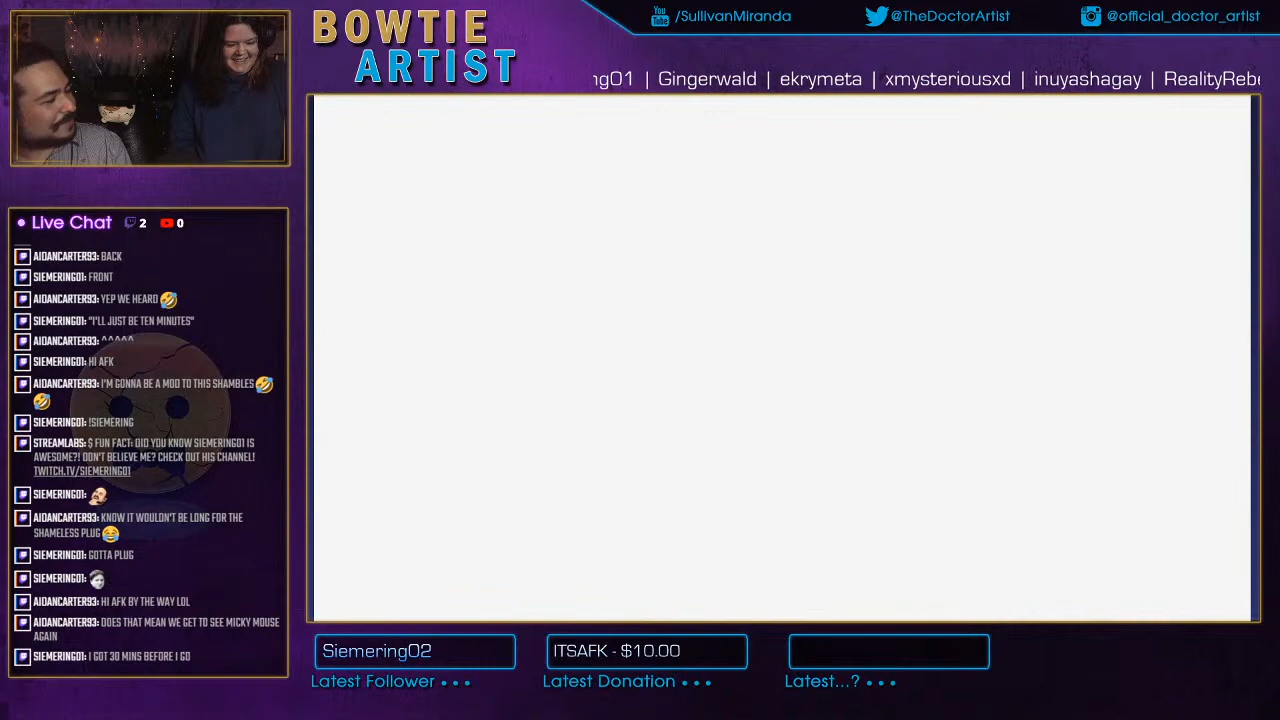 BOWTIE
ARTIST
/SullivanMiranda
@TheDoctorArtist
@official_doctor_artist
ng01 | Gingerwald | ekrymeta | xmysteriousxd | inuyashagay | RealityRebe
Live Chat 2 0
AIDANCARTER93: BACK
SIEMERING01: FRONT
AIDANCARTER93: YEP WE HEARD 🤣
SIEMERING01: "I'LL JUST BE TEN MINUTES"
AIDANCARTER93: ^^^^^
SIEMERING01: HI AFK
AIDANCARTER93: I'M GONNA BE A MOD TO THIS SHAMBLES 🤣
🤣
SIEMERING01: !SIEMERING
STREAMLABS: $ FUN FACT: DID YOU KNOW SIEMERING01 IS
AWESOME?! DON'T BELIEVE ME? CHECK OUT HIS CHANNEL!
TWITCH.TV/SIEMERING01
SIEMERING01:
AIDANCARTER93: KNOW IT WOULDN'T BE LONG FOR THE
SHAMELESS PLUG 😂
SIEMERING01: GOTTA PLUG
SIEMERING01:
AIDANCARTER93: HI AFK BY THE WAY LOL
AIDANCARTER93: DOES THAT MEAN WE GET TO SEE MICKY MOUSE
AGAIN
SIEMERING01: I GOT 30 MINS BEFORE I GO
Siemering02
Latest Follower • • •
ITSAFK - $10.00
Latest Donation • • •
Latest...? • • •